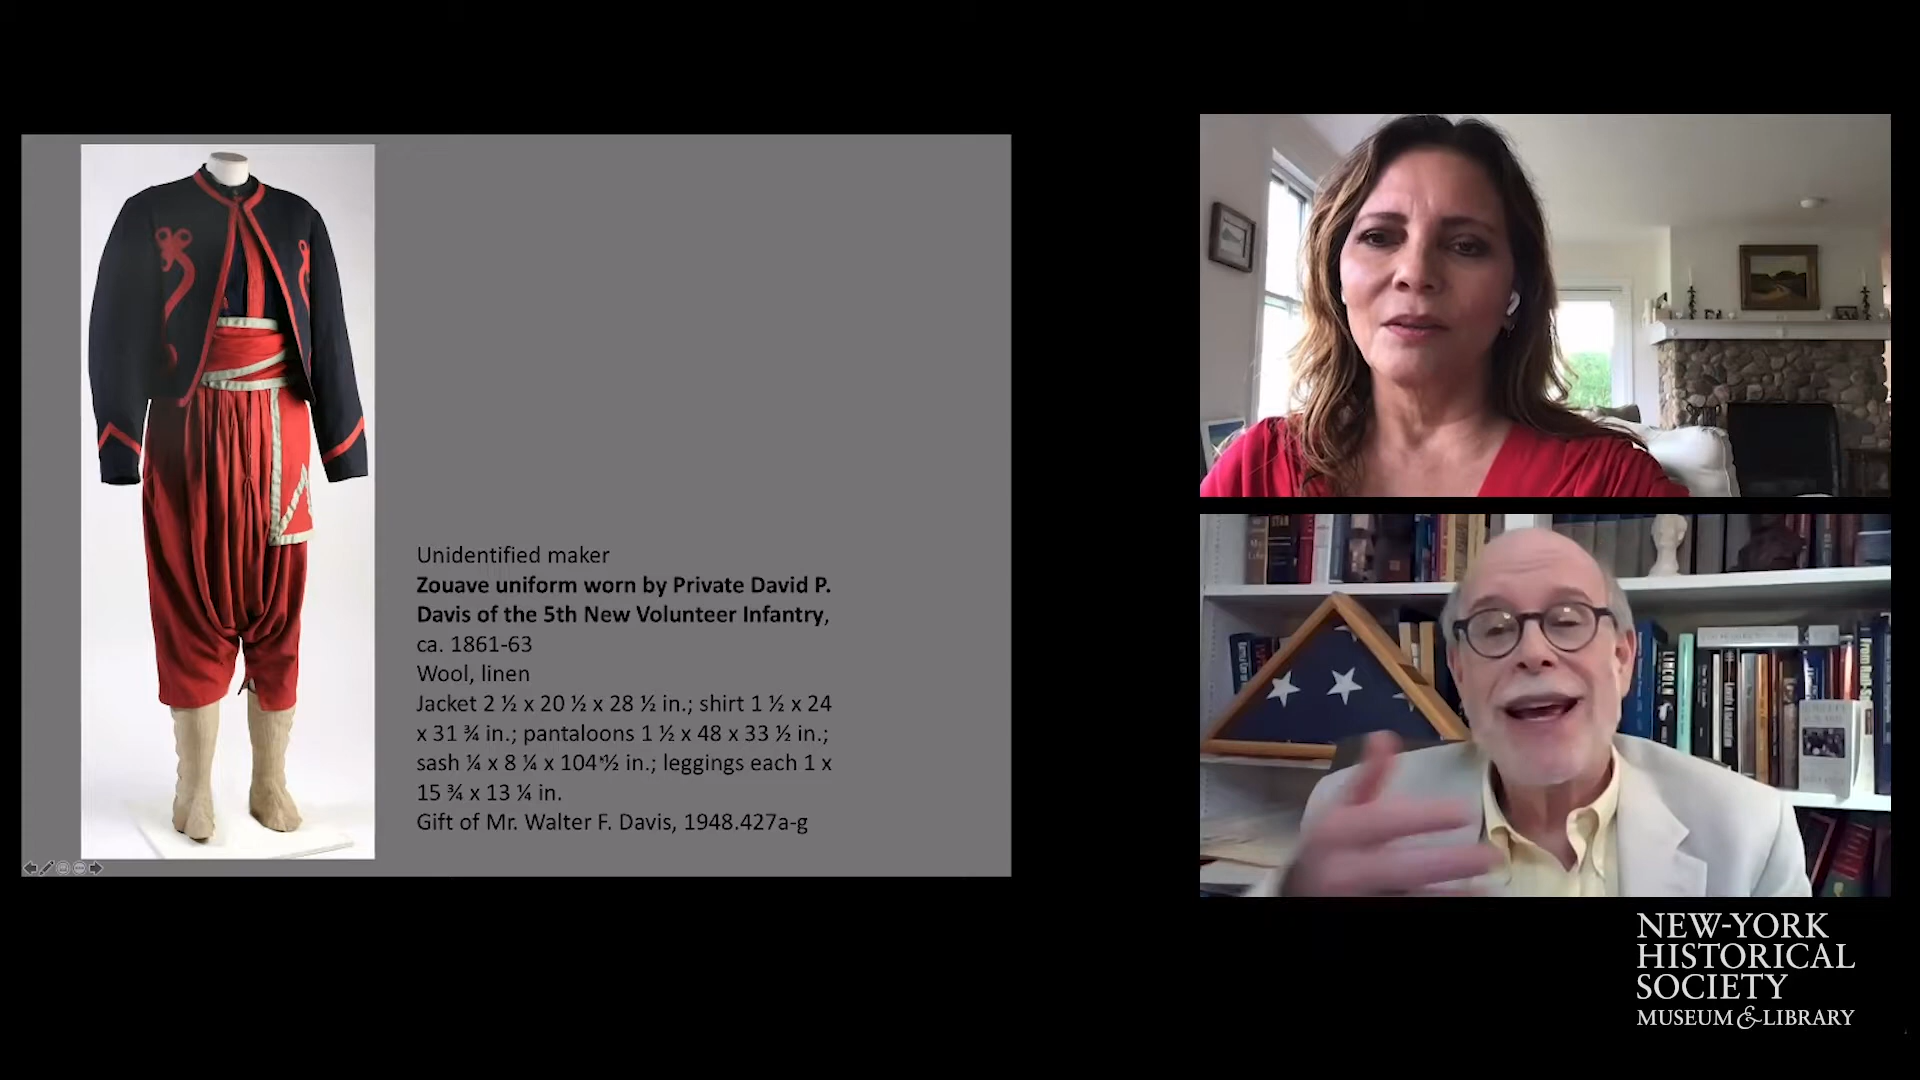 Unidentified maker
Zouave uniform worn by Private David P.
Davis of the 5th New Volunteer Infantry,
ca. 1861-63
Wool, linen
Jacket 2 ½ x 20 ½ x 28 ½ in.; shirt 1 ½ x 24
x 31 ¾ in.; pantaloons 1 ½ x 48 x 33 ½ in.;
sash ¼ x 8 ¼ x 104 ½ in.; leggings each 1 x
15 ¾ x 13 ¼ in.
Gift of Mr. Walter F. Davis, 1948.427a-g
LINCOLN
NEW-YORK
HISTORICAL
SOCIETY
MUSEUM & LIBRARY